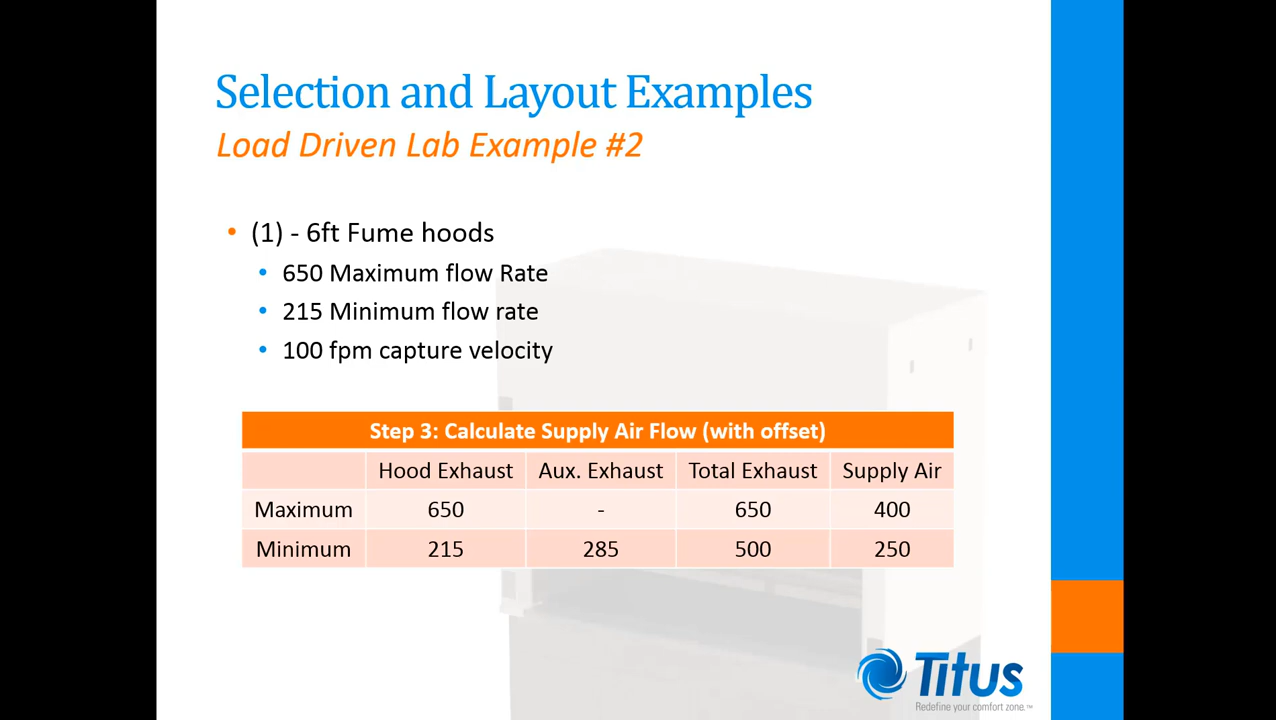 Selection and Layout Examples
Load Driven Lab Example #2
• (1) - 6ft Fume hoods
• 650 Maximum flow Rate
• 215 Minimum flow rate
• 100 fpm capture velocity
Step 3: Calculate Supply Air Flow (with offset)
Hood Exhaust Aux. Exhaust Total Exhaust Supply Air
Maximum 650 - 650 400
Minimum 215 285 500 250
Titus
Redefine your comfort zone.™